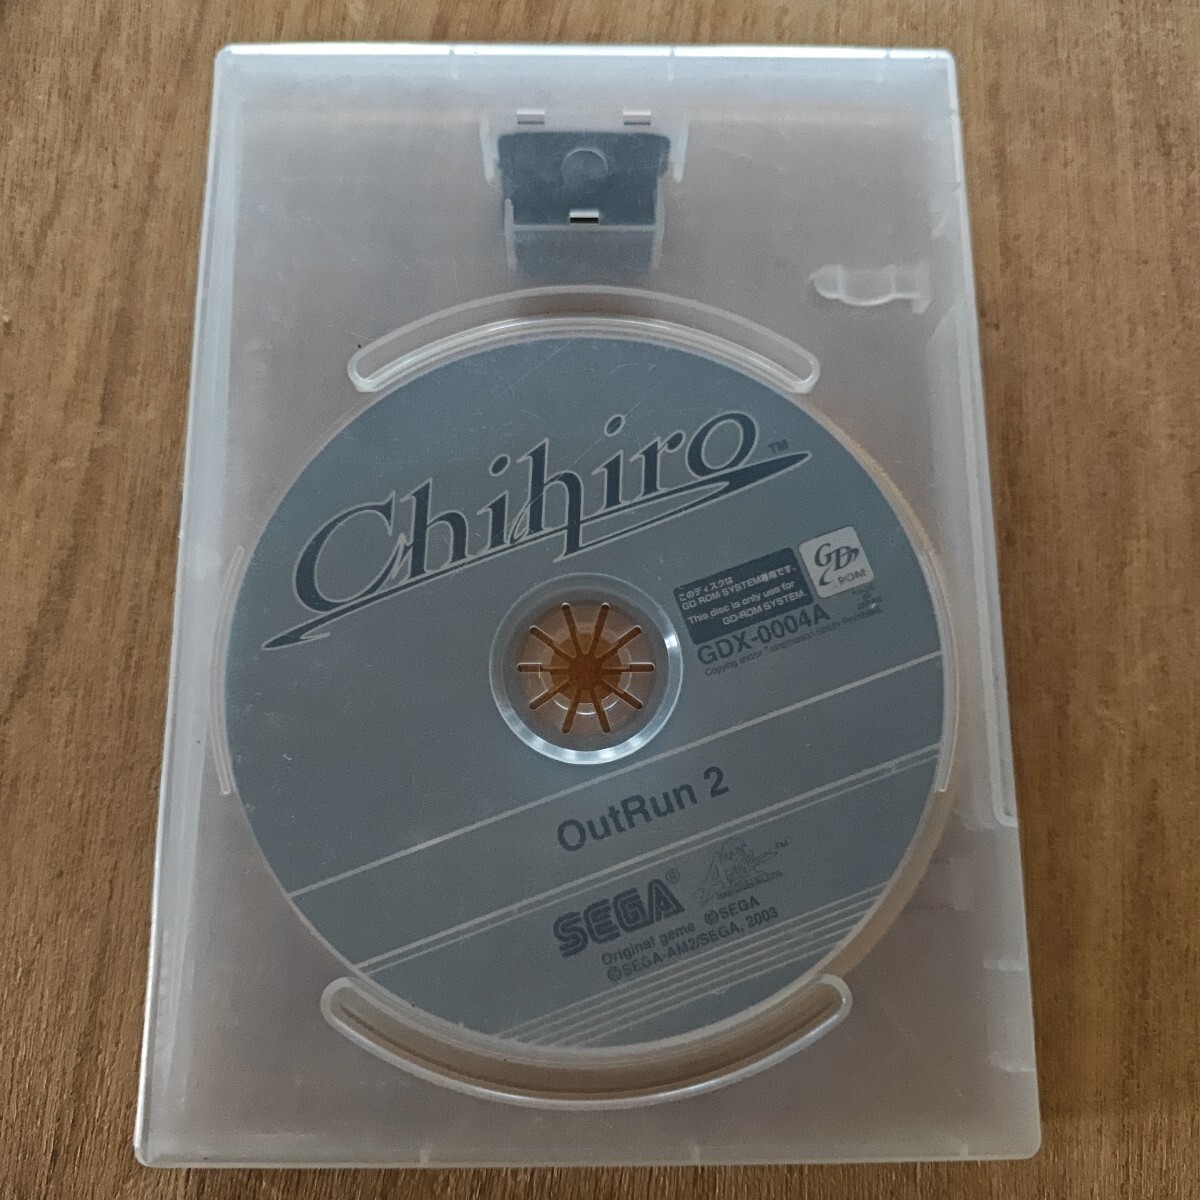 Chihiro™
このディスクは
GD-ROM SYSTEM専用です。
This disc is only use for
GD-ROM SYSTEM.
GD
ROM
GDX-0004A
OutRun 2
SEGA®
Original game ©SEGA
©SEGA-AM2/SEGA, 2003